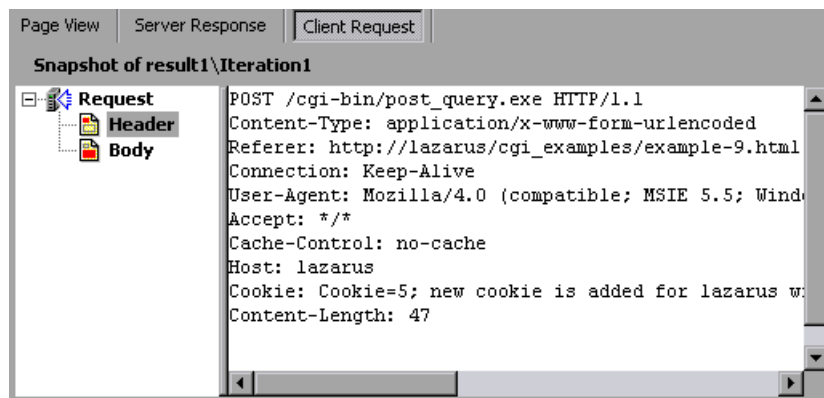 Page View Server Response Client Request
Snapshot of result1\Iteration1
Request
Header
Body
POST /cgi-bin/post_query.exe HTTP/1.1
Content-Type: application/x-www-form-urlencoded
Referer: http://lazarus/cgi_examples/example-9.html
Connection: Keep-Alive
User-Agent: Mozilla/4.0 (compatible; MSIE 5.5;
Accept: */*
Cache-Control: no-cache
Host: lazarus
Cookie: Cookie=5; new cookie is added for lazarus
Content-Length: 47